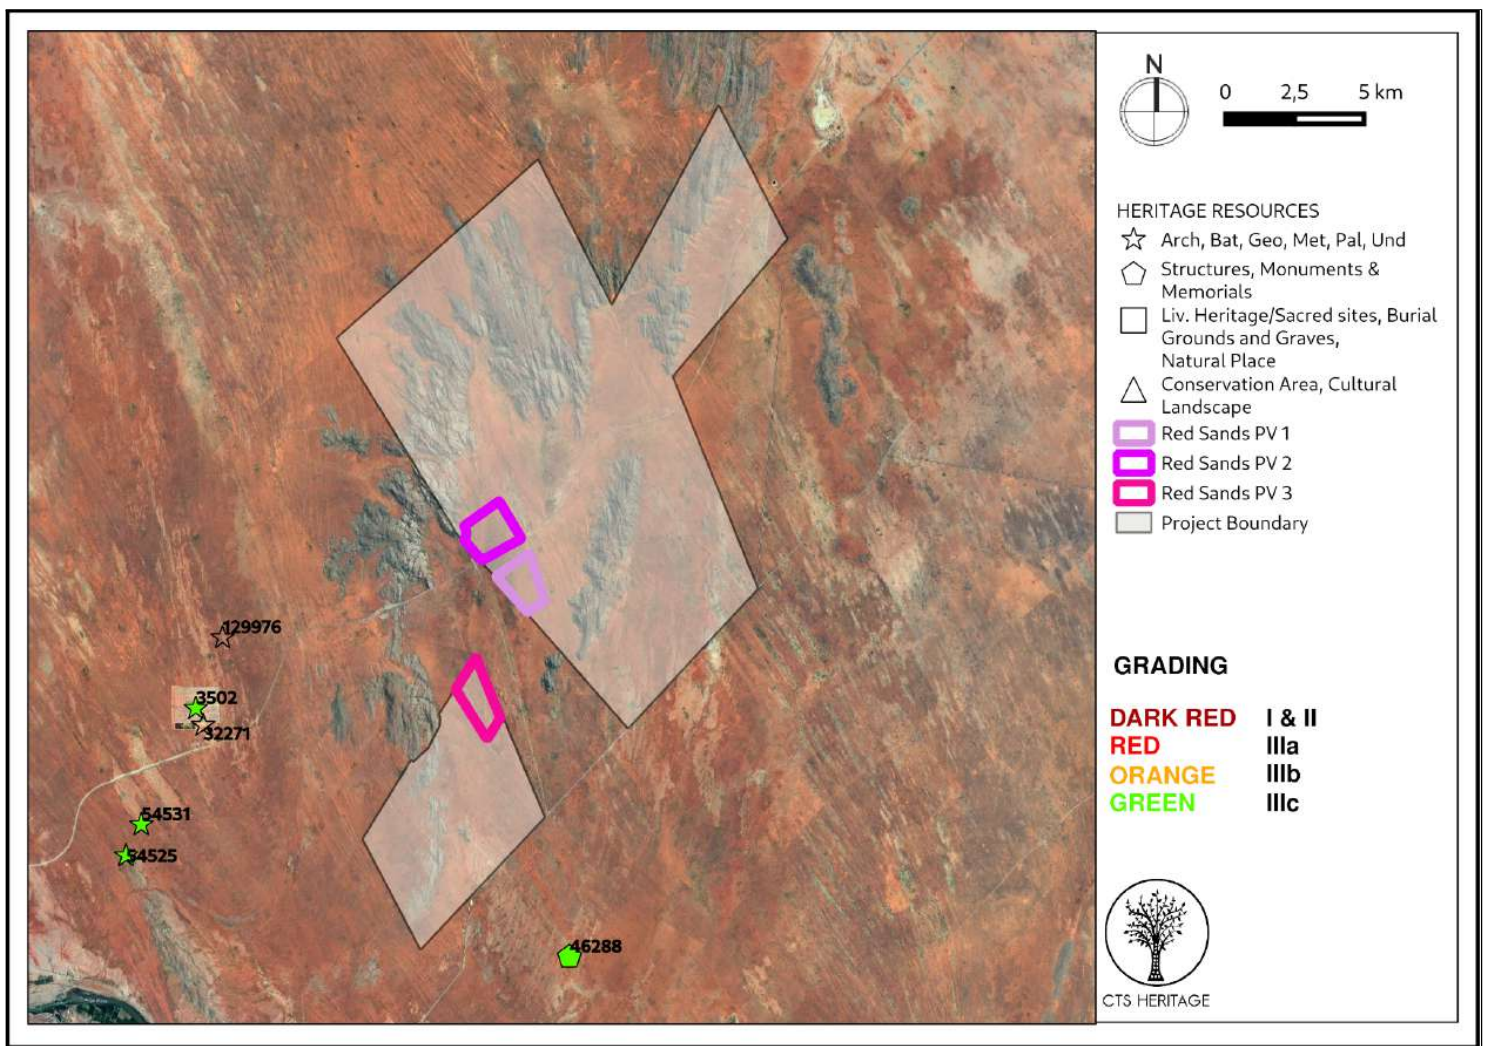 N
0 2,5 5 km
HERITAGE RESOURCES
Arch, Bat, Geo, Met, Pal, Und
Structures, Monuments &
Memorials
Liv. Heritage/Sacred sites, Burial
Grounds and Graves,
Natural Place
Conservation Area, Cultural
Landscape
Red Sands PV 1
Red Sands PV 2
Red Sands PV 3
Project Boundary
129976
3502
32271
54531
54525
46288
GRADING
DARK RED I & II
RED IIIa
ORANGE IIIb
GREEN IIIc
CTS HERITAGE